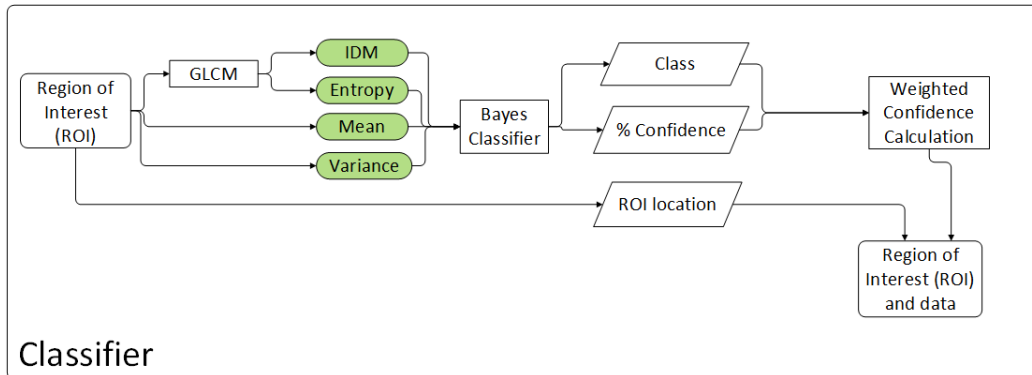 Region of
Interest
(ROI)
GLCM
IDM
Entropy
Mean
Variance
Bayes
Classifier
Class
% Confidence
ROI location
Weighted
Confidence
Calculation
Region of
Interest (ROI)
and data
Classifier